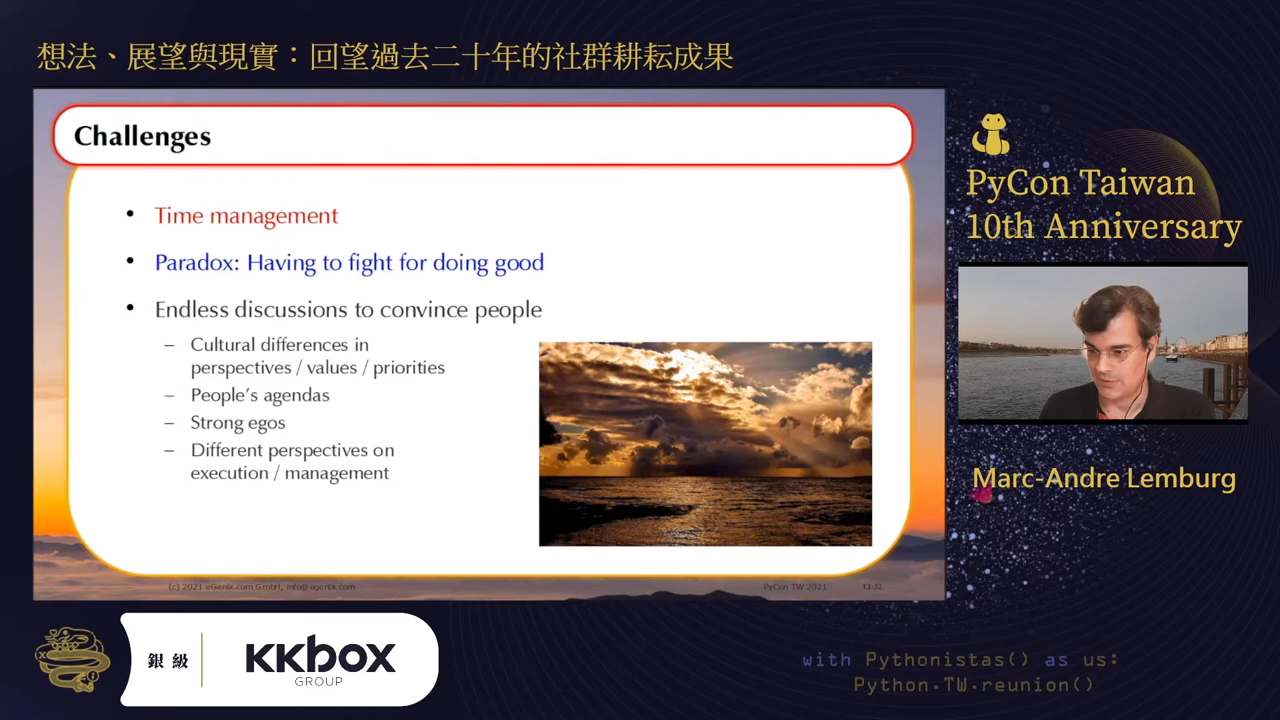 想法、展望與現實：回望過去二十年的社群耕耘成果
Challenges
• Time management
• Paradox: Having to fight for doing good
• Endless discussions to convince people
– Cultural differences in
perspectives / values / priorities
– People's agendas
– Strong egos
– Different perspectives on
execution / management
(c) 2021 eGenix.com GmbH, info@egenix.com
PyCon TW 2021
13:32
PyCon Taiwan
10th Anniversary
Marc-Andre Lemburg
銀級
KKBOX
GROUP
with Pythonistas() as us:
Python.TW.reunion()